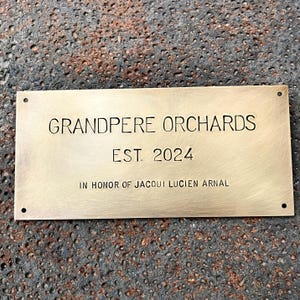 GRANDPERE ORCHARDS
EST. 2024
IN HONOR OF JACQUI LUCIEN ARNAL